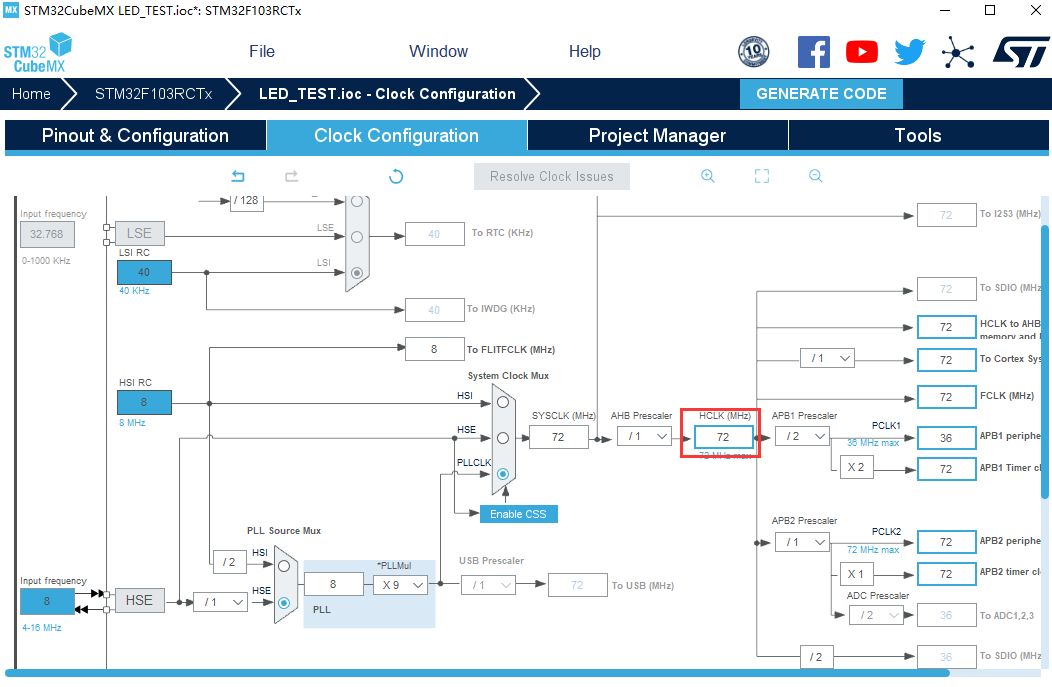 MX STM32CubeMX LED_TEST.ioc*: STM32F103RCTx
STM32
CubeMX
File
Window
Help
10
ST
Home
STM32F103RCTx
LED_TEST.ioc - Clock Configuration
GENERATE CODE
Pinout & Configuration
Clock Configuration
Project Manager
Tools
Resolve Clock Issues
/ 128
Input frequency
32.768
0-1000 KHz
LSE
LSE
40
To RTC (KHz)
72
To I2S3 (MHz)
LSI RC
40
40 KHz
LSI
40
To IWDG (KHz)
72
To SDIO (MHz
72
HCLK to AHB
memory and
8
To FLITFCLK (MHz)
/ 1
72
To Cortex Sys
System Clock Mux
HSI RC
8
8 MHz
HSI
72
FCLK (MHz)
SYSCLK (MHz)
72
AHB Prescaler
/ 1
HCLK (MHz)
72
72 MHz max
APB1 Prescaler
/ 2
PCLK1
36 MHz max
36
APB1 periphe
HSE
X 2
72
APB1 Timer cl
PLLCLK
Enable CSS
PLL Source Mux
APB2 Prescaler
/ 1
PCLK2
72 MHz max
72
APB2 periphe
/ 2
HSI
X 1
72
APB2 timer cl
USB Prescaler
/ 1
72
To USB (MHz)
*PLLMul
8
X 9
PLL
Input frequency
8
4-16 MHz
HSE
/ 1
HSE
ADC Prescaler
/ 2
36
To ADC1,2,3
/ 2
36
To SDIO (MHz